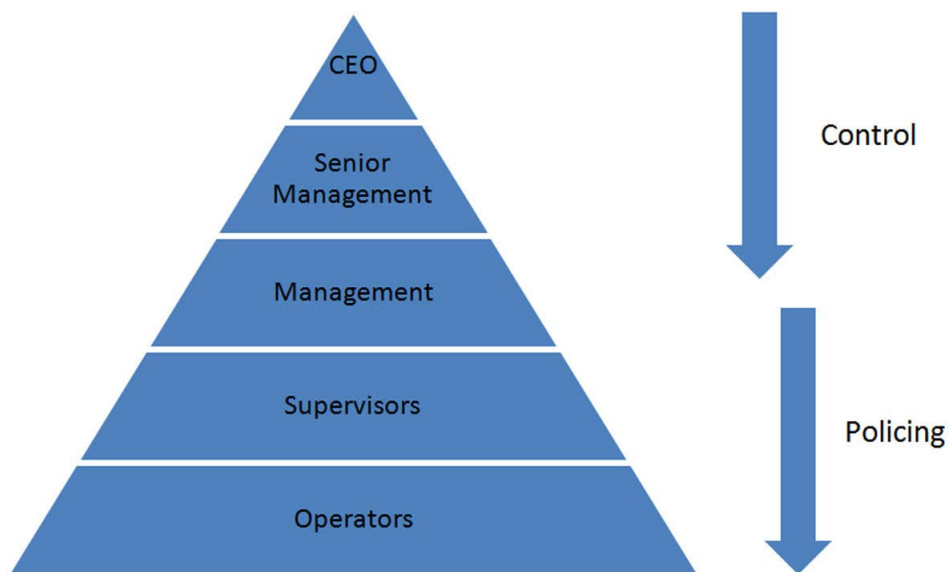 CEO
Senior
Management
Management
Supervisors
Operators
Control
Policing